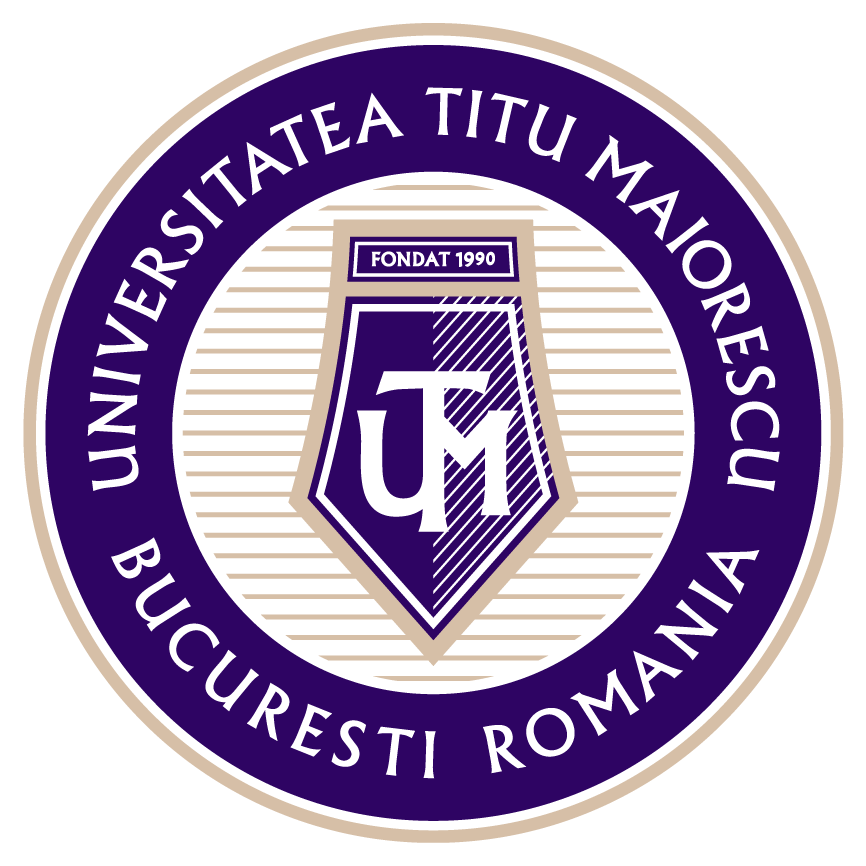 UNIVERSITATEA TITU MAIORESCU
FONDAT 1990
UTM
BUCURESTI ROMANIA